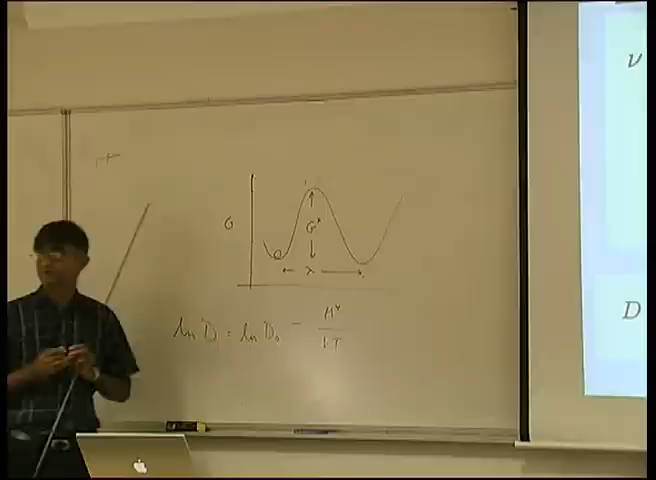 G
G*
λ
ln D = ln D₀ - H* / kT
ν
D